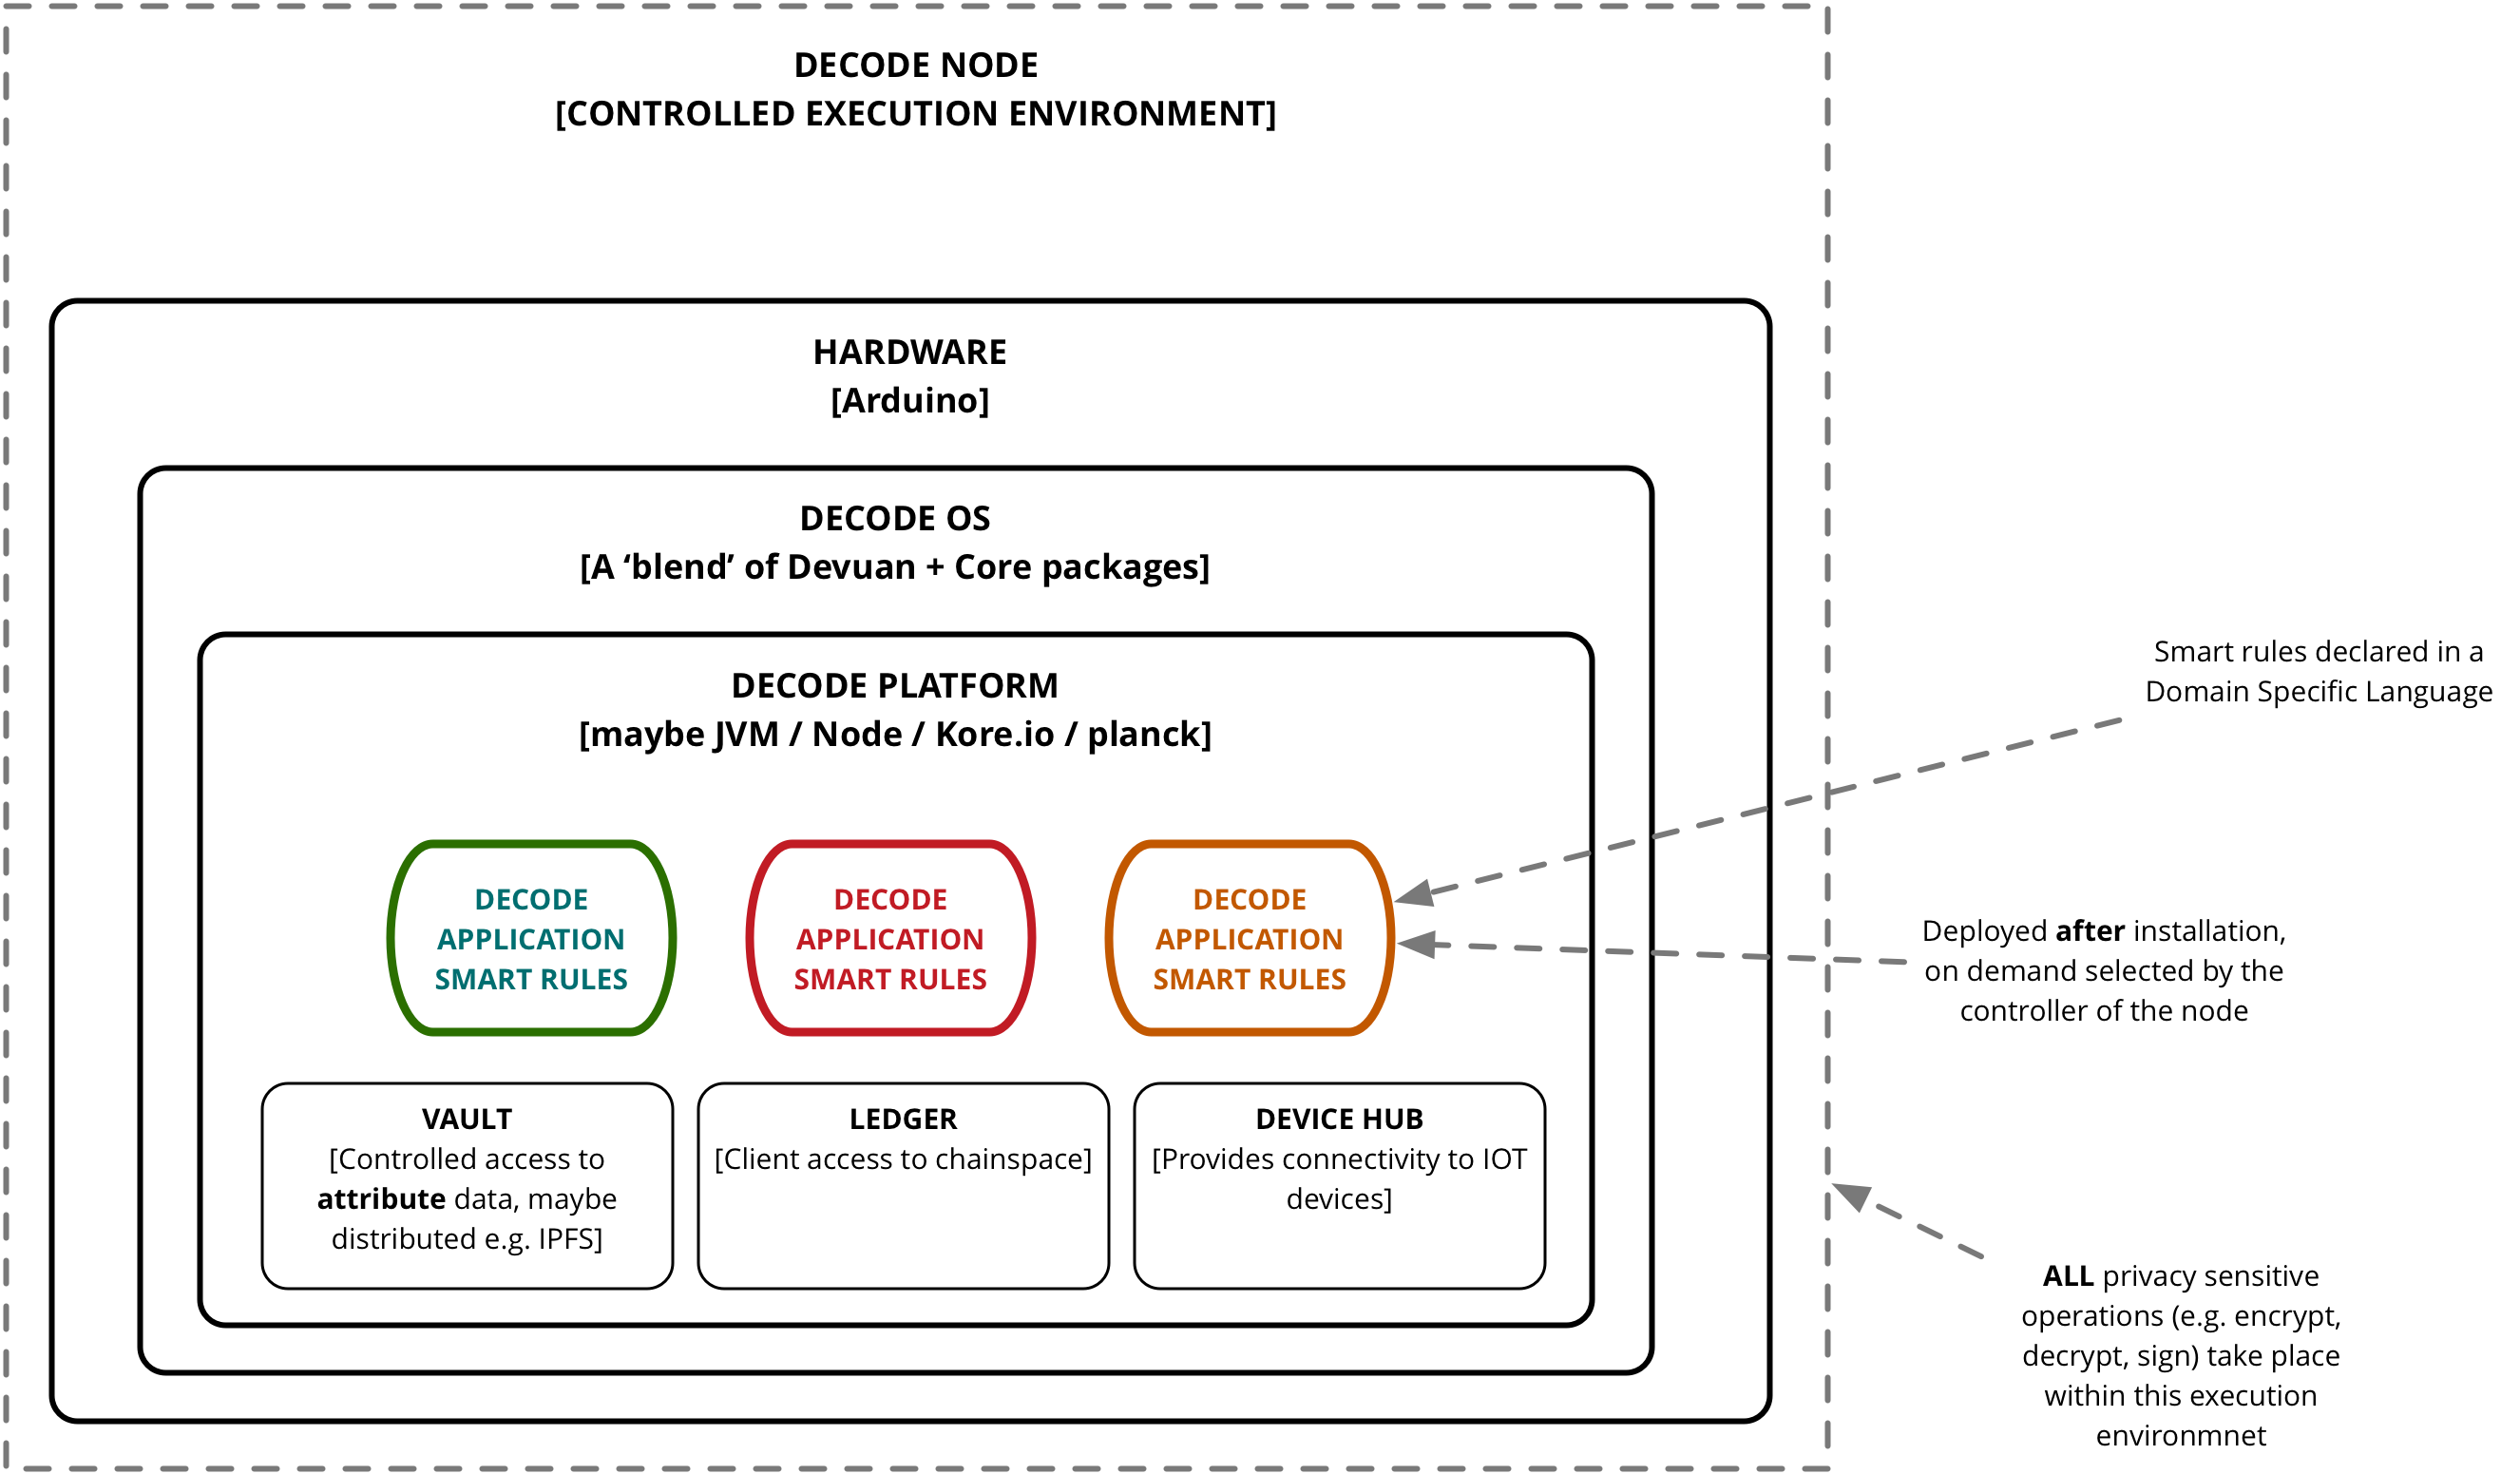 DECODE NODE
[CONTROLLED EXECUTION ENVIRONMENT]
HARDWARE
[Arduino]
DECODE OS
[A ‘blend’ of Devuan + Core packages]
DECODE PLATFORM
[maybe JVM / Node / Kore.io / planck]
DECODE
APPLICATION
SMART RULES
DECODE
APPLICATION
SMART RULES
DECODE
APPLICATION
SMART RULES
VAULT
[Controlled access to
attribute data, maybe
distributed e.g. IPFS]
LEDGER
[Client access to chainspace]
DEVICE HUB
[Provides connectivity to IOT
devices]
Smart rules declared in a
Domain Specific Language
Deployed after installation,
on demand selected by the
controller of the node
ALL privacy sensitive
operations (e.g. encrypt,
decrypt, sign) take place
within this execution
environmnet